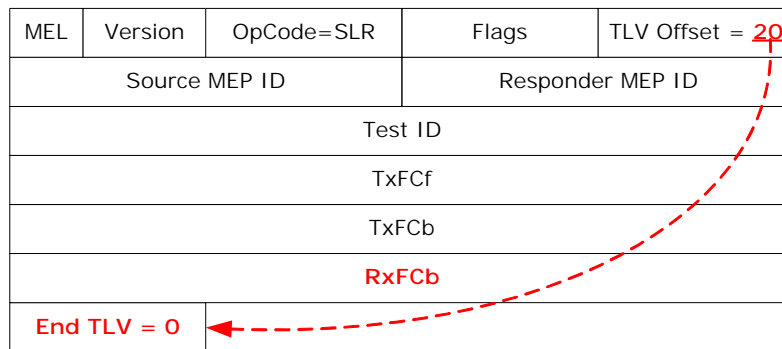 MEL Version OpCode=SLR Flags TLV Offset = 20
Source MEP ID Responder MEP ID
Test ID
TxFCf
TxFCb
RxFCb
End TLV = 0